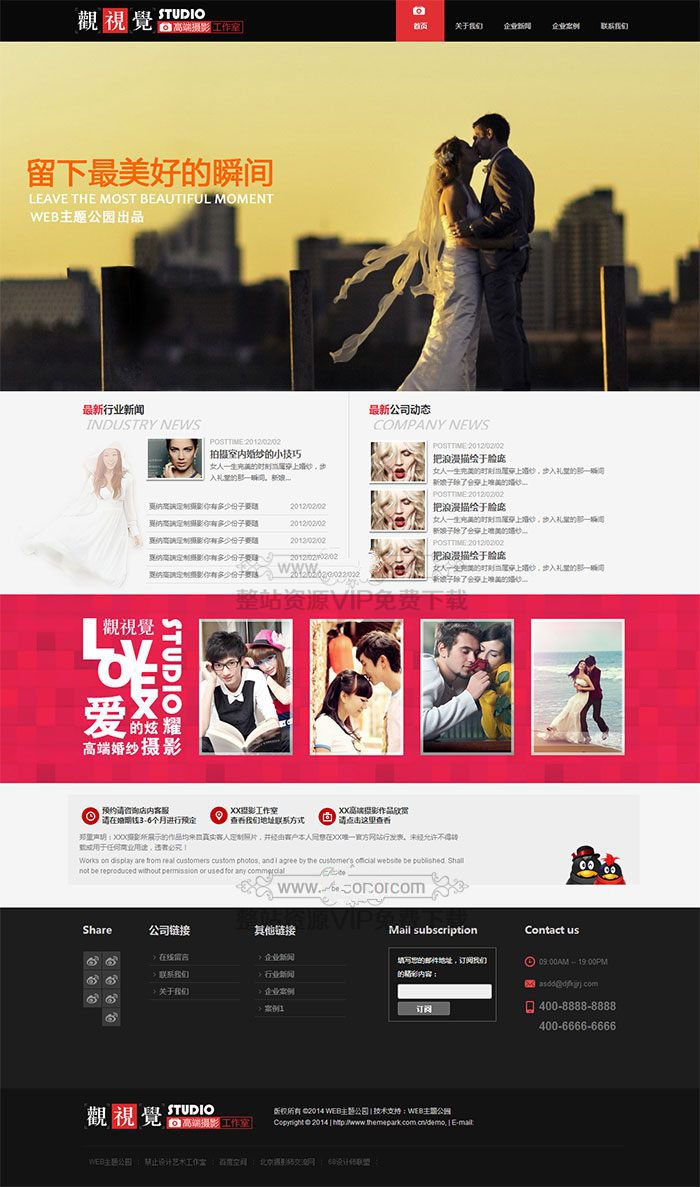 觀視覺 STUDIO
高端摄影 工作室
首页 关于我们 企业新闻 企业案例 联系我们
留下最美好的瞬间
LEAVE THE MOST BEAUTIFUL MOMENT
WEB主题公园出品
最新行业新闻
INDUSTRY NEWS
POSTTIME:2012/02/02
拍摄室内婚纱的小技巧
女人一生完美的时刻当属穿上婚纱，步
入礼堂的那一瞬间。新娘...
戛纳高端定制摄影你有多少份子要随 2012/02/02
戛纳高端定制摄影你有多少份子要随 2012/02/02
戛纳高端定制摄影你有多少份子要随 2012/02/02
戛纳高端定制摄影你有多少份子要随 2012/02/02
戛纳高端定制摄影你有多少份子要随
最新公司动态
COMPANY NEWS
POSTTIME:2012/02/02
把浪漫描绘于脸庞
女人一生完美的时刻当属穿上婚纱，步入礼堂的那一瞬间
新娘子除了会穿上唯美的婚纱...
POSTTIME:2012/02/02
把浪漫描绘于脸庞
女人一生完美的时刻当属穿上婚纱，步入礼堂的那一瞬间
新娘子除了会穿上唯美的婚纱...
POSTTIME:2012/02/02
把浪漫描绘于脸庞
女人一生完美的时刻当属穿上婚纱，步入礼堂的那一瞬间
新娘子除了会穿上唯美的婚纱...
www.
整站资源VIP免费下载
觀視覺
LOVEX
STUDIO
爱的炫耀
高端婚纱摄影
预约请咨询店内客服
请在婚期钱3-6个月进行预定
XX摄影工作室
查看我们地址联系方式
XX高端摄影作品欣赏
请点击这里查看
郑重声明：XXX摄影所展示的作品均来自真实客人定制照片，并经由客户本人同意在XX唯一官方网站行发表。未经允许不得转
载或用于任何商业用途，违者必究！
Works on display are from real customers custom photos, and I agree by the customer's official website be published. Shall
not be reproduced without permission or used for any commercial
整站资源VIP免费下载
Share
公司链接
在线留言
联系我们
关于我们
其他链接
企业新闻
行业新闻
企业案例
案例1
Mail subscription
填写您的邮件地址，订阅我们
的精彩内容：
订阅
Contact us
09:00AM -- 19:00PM
asdd@djfkjjrj.com
400-8888-8888
400-6666-6666
觀視覺 STUDIO
高端摄影 工作室
版权所有 ©2014 WEB主题公园 | 技术支持：WEB主题公园
Copyright © 2014 | http://www.themepark.com.cn/demo, | E-mail:
WEB主题公园 禁止设计艺术工作室 百度空间 北京摄影师交流网 68设计师联盟